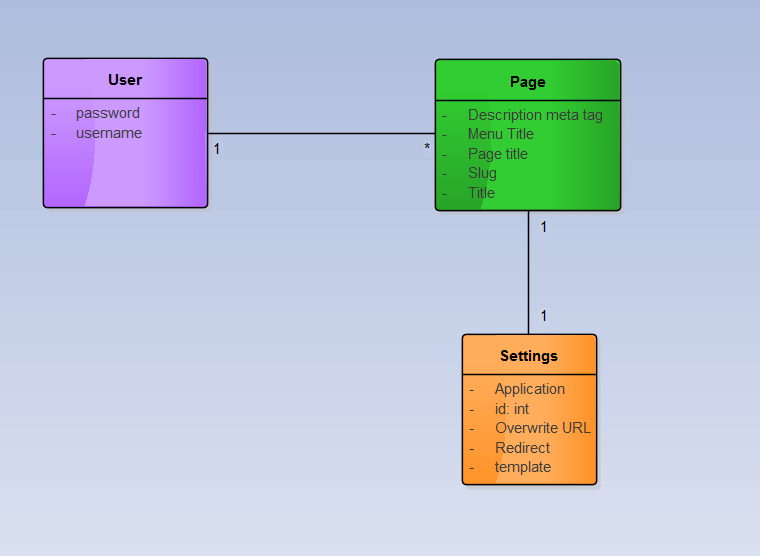 User
- password
- username
1
*
Page
- Description meta tag
- Menu Title
- Page title
- Slug
- Title
1
1
Settings
- Application
- id: int
- Overwrite URL
- Redirect
- template